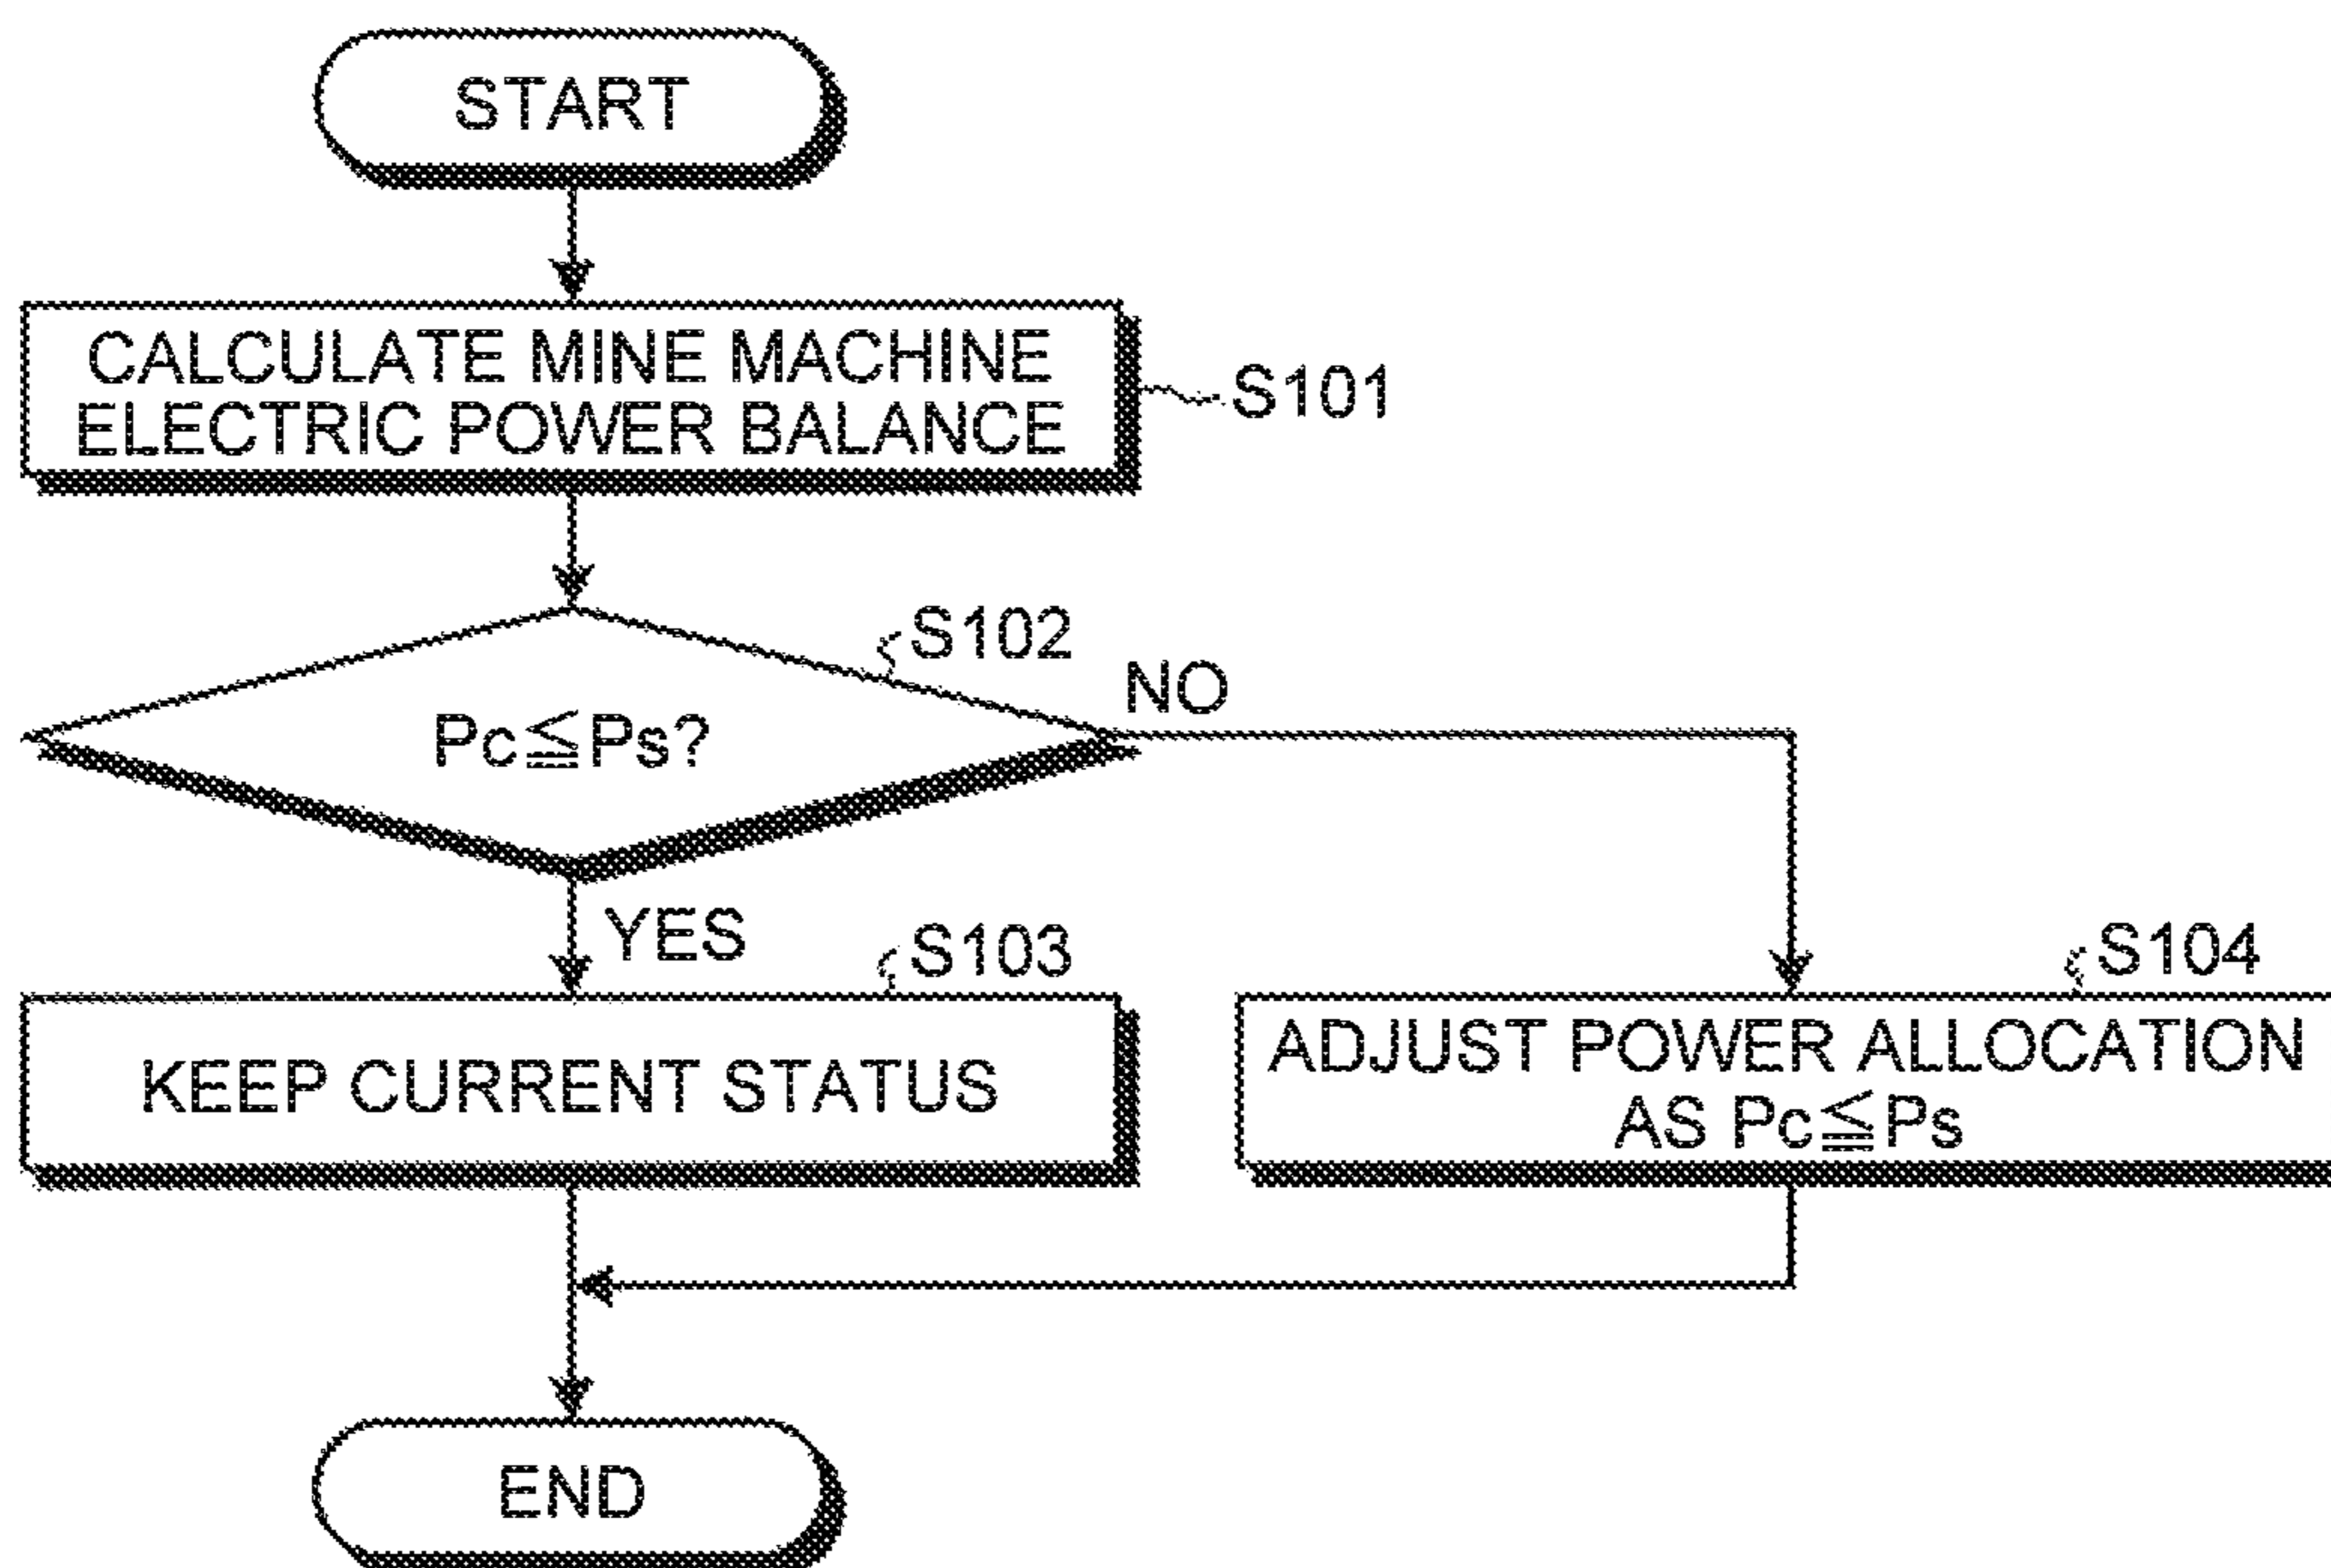 START
CALCULATE MINE MACHINE
ELECTRIC POWER BALANCE
S101
S102
Pc≦Ps?
NO
YES
S103
KEEP CURRENT STATUS
S104
ADJUST POWER ALLOCATION
AS Pc≦Ps
END